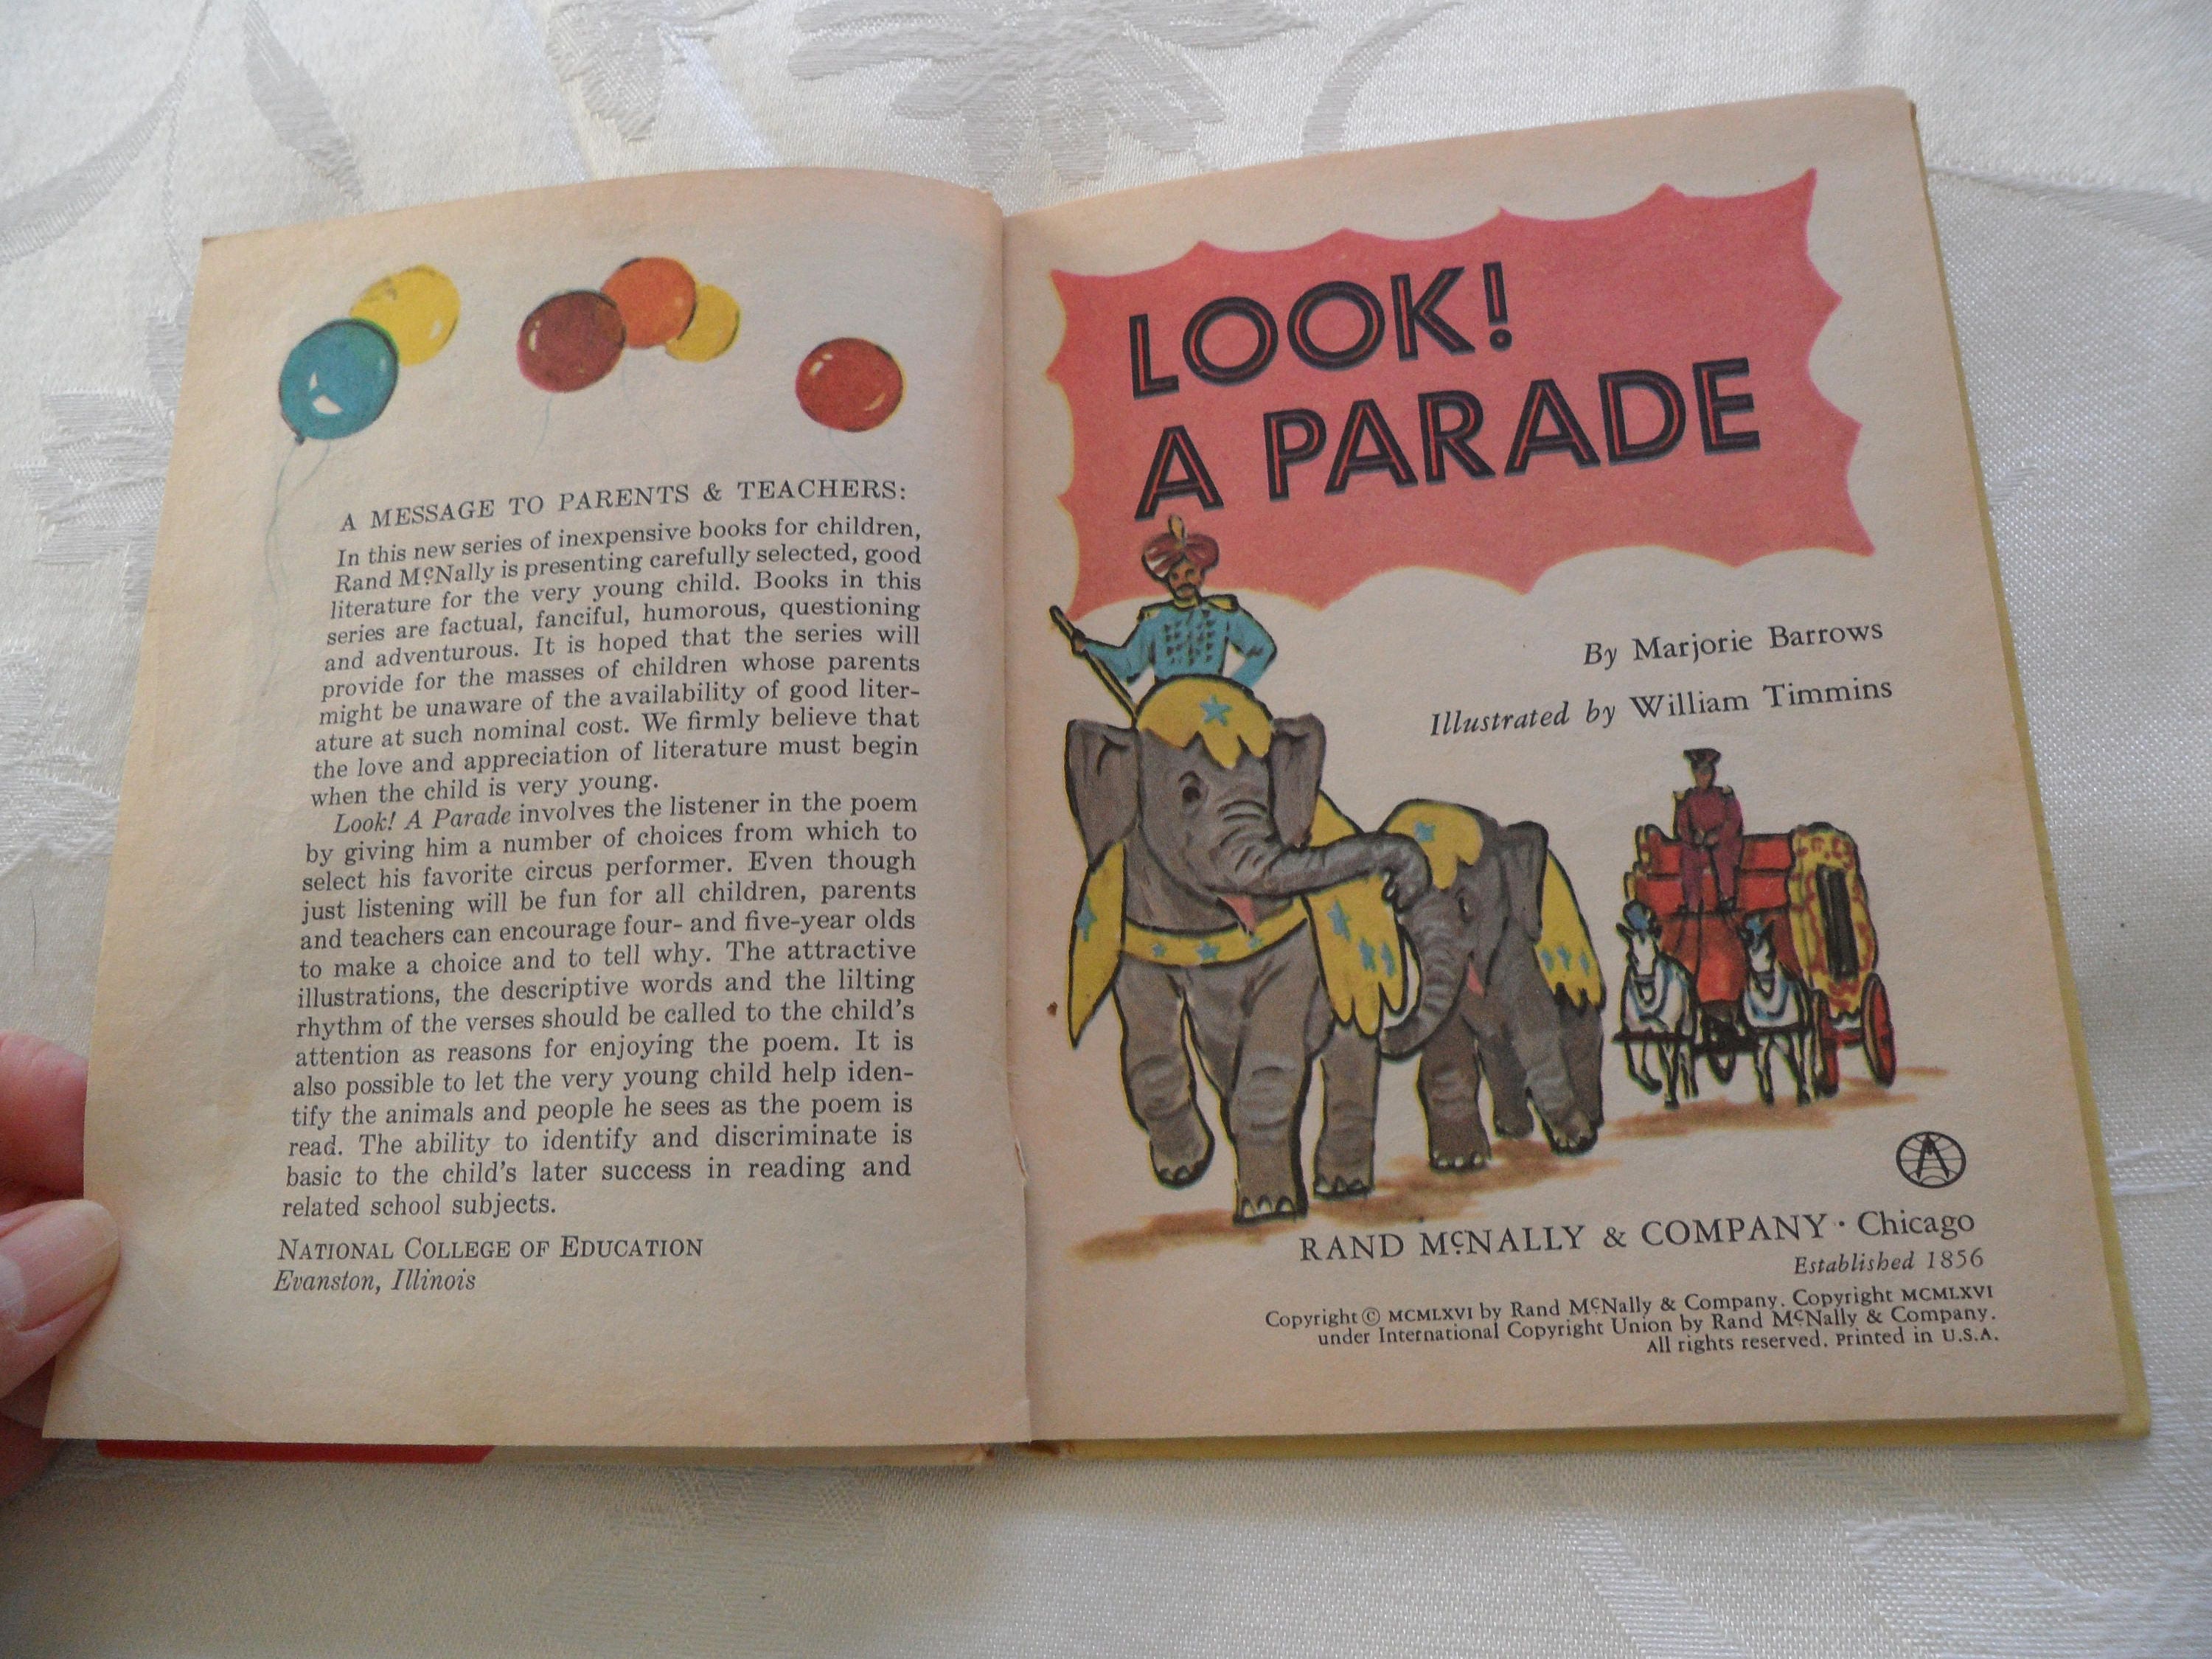 A MESSAGE TO PARENTS & TEACHERS:
In this new series of inexpensive books for children,
Rand McNally is presenting carefully selected, good
literature for the very young child. Books in this
series are factual, fanciful, humorous, questioning
and adventurous. It is hoped that the series will
provide for the masses of children whose parents
might be unaware of the availability of good liter-
ature at such nominal cost. We firmly believe that
the love and appreciation of literature must begin
when the child is very young.
Look! A Parade involves the listener in the poem
by giving him a number of choices from which to
select his favorite circus performer. Even though
just listening will be fun for all children, parents
and teachers can encourage four- and five-year olds
to make a choice and to tell why. The attractive
illustrations, the descriptive words and the lilting
rhythm of the verses should be called to the child's
attention as reasons for enjoying the poem. It is
also possible to let the very young child help iden-
tify the animals and people he sees as the poem is
read. The ability to identify and discriminate is
basic to the child's later success in reading and
related school subjects.
NATIONAL COLLEGE OF EDUCATION
Evanston, Illinois
LOOK!
A PARADE
By Marjorie Barrows
Illustrated by William Timmins
RAND McNALLY & COMPANY · Chicago
Established 1856
Copyright © MCMLXVI by Rand McNally & Company. Copyright MCMLXVI
under International Copyright Union by Rand McNally & Company.
All rights reserved. Printed in U.S.A.